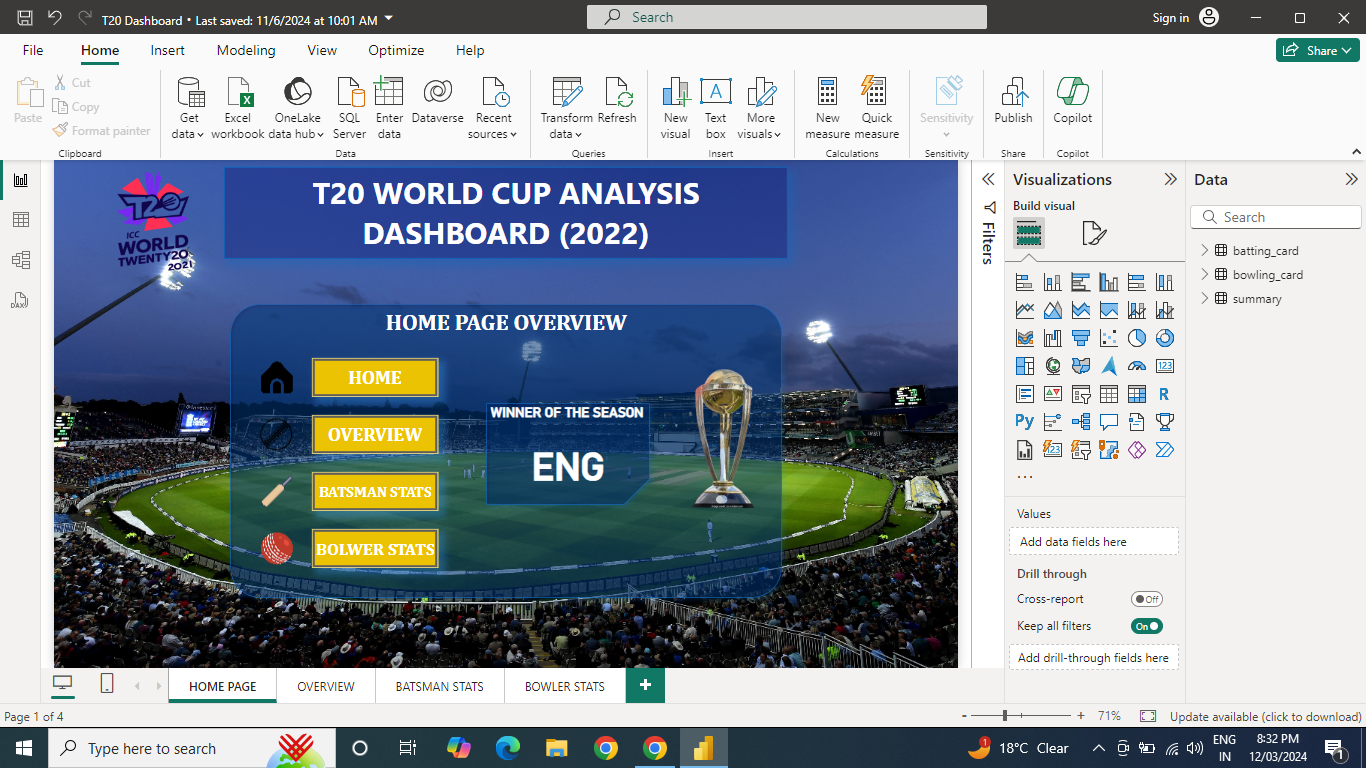 T20 Dashboard • Last saved: 11/6/2024 at 10:01 AM
Search
Sign in
File
Home
Insert
Modeling
View
Optimize
Help
Share
Paste
Cut
Copy
Format painter
Clipboard
Get data
Excel workbook
OneLake data hub
SQL Server
Enter data
Dataverse
Recent sources
Data
Transform data
Refresh
Queries
New visual
Text box
More visuals
Insert
New measure
Quick measure
Calculations
Sensitivity
Sensitivity
Publish
Share
Copilot
Copilot
T20
ICC
WORLD
TWENTY20
2021
T20 WORLD CUP ANALYSIS
DASHBOARD (2022)
HOME PAGE OVERVIEW
HOME
OVERVIEW
BATSMAN STATS
BOLWER STATS
WINNER OF THE SEASON
ENG
Filters
Visualizations
Build visual
Values
Add data fields here
Drill through
Cross-report
Off
Keep all filters
On
Add drill-through fields here
Data
Search
batting_card
bowling_card
summary
HOME PAGE
OVERVIEW
BATSMAN STATS
BOWLER STATS
Page 1 of 4
71%
Update available (click to download)
Type here to search
1
18°C Clear
ENG
IN
8:32 PM
12/03/2024
1